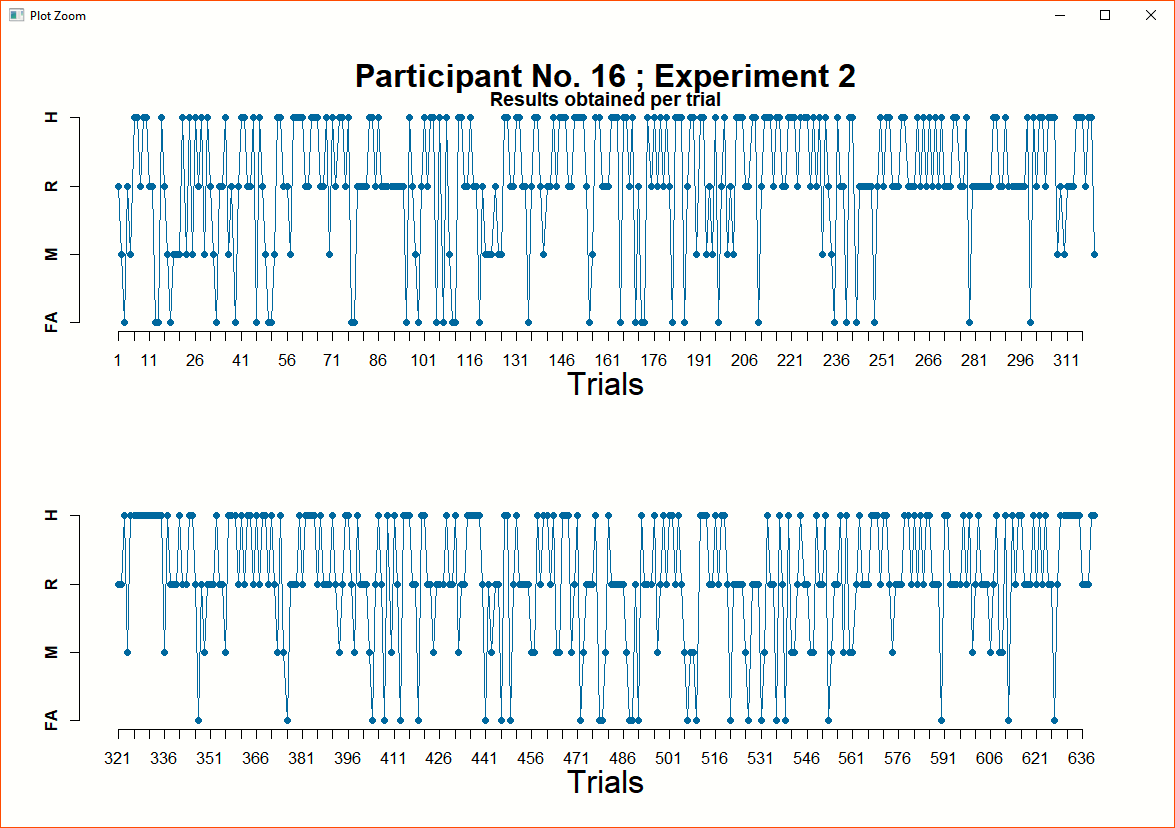 Plot Zoom
Participant No. 16 ; Experiment 2
Results obtained per trial
H
R
M
FA
1 11 26 41 56 71 86 101 116 131 146 161 176 191 206 221 236 251 266 281 296 311
Trials
H
R
M
FA
321 336 351 366 381 396 411 426 441 456 471 486 501 516 531 546 561 576 591 606 621 636
Trials